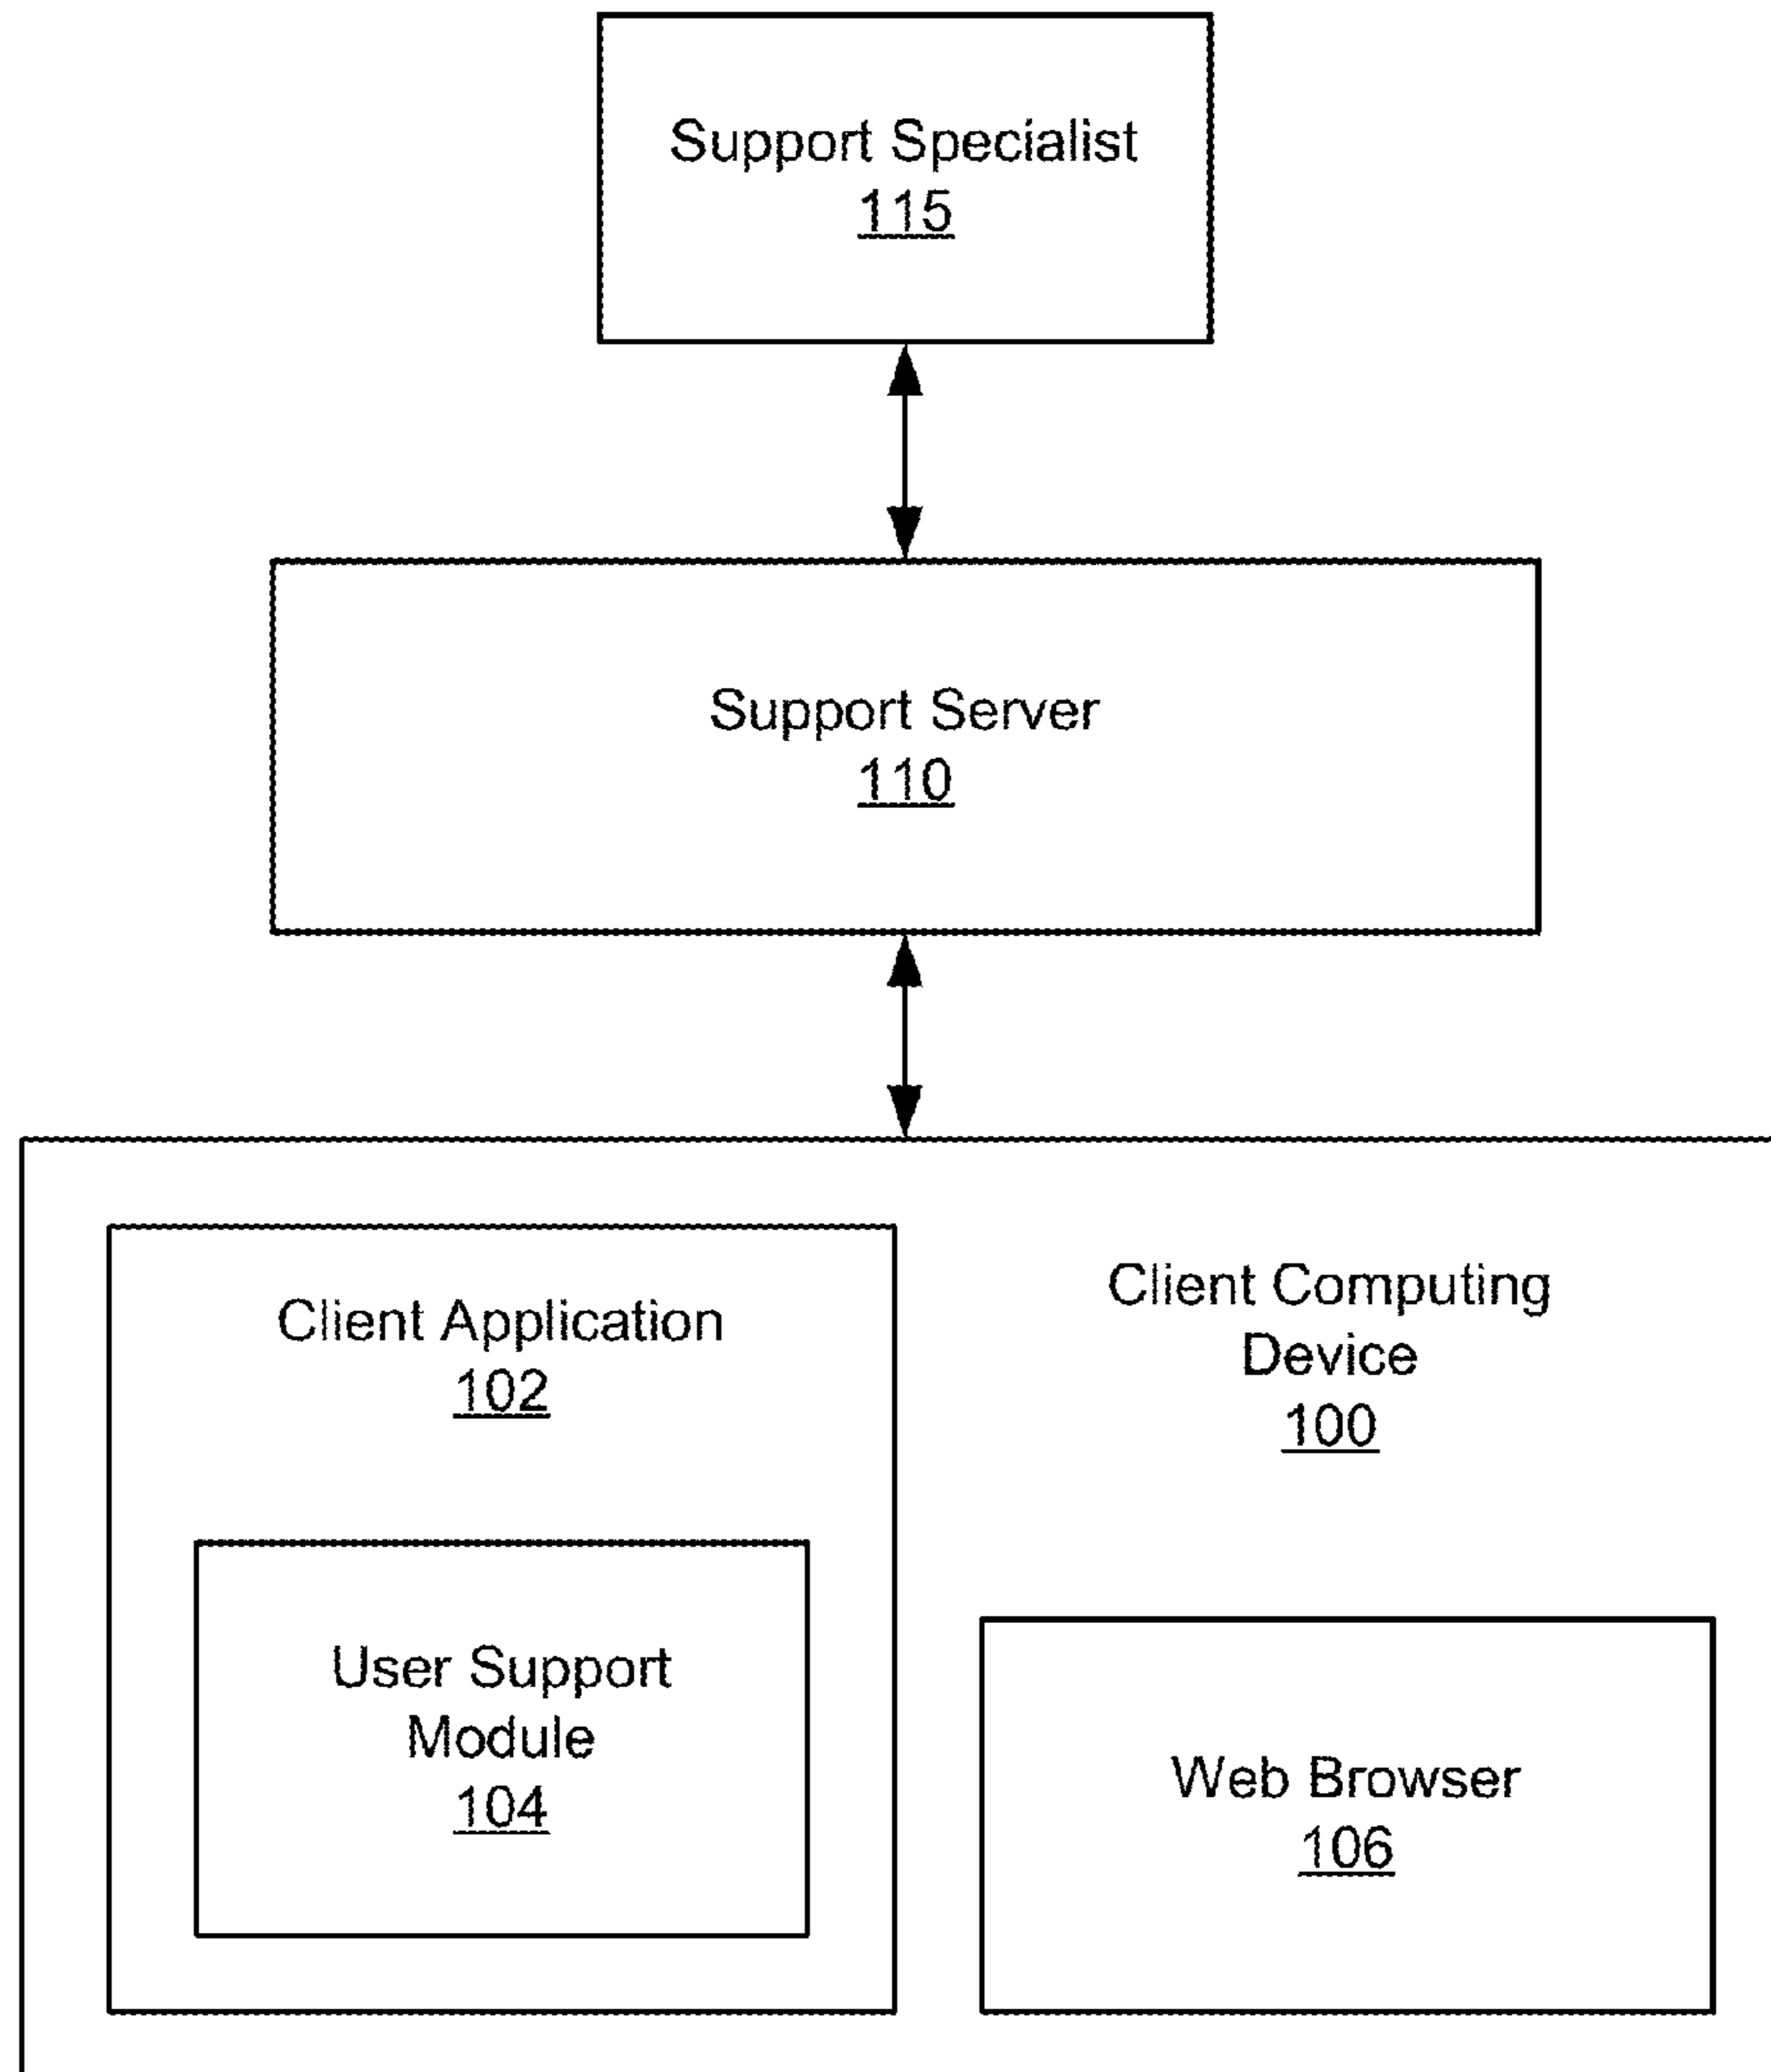 Support Specialist
115
Support Server
110
Client Application
102
Client Computing
Device
100
User Support
Module
104
Web Browser
106